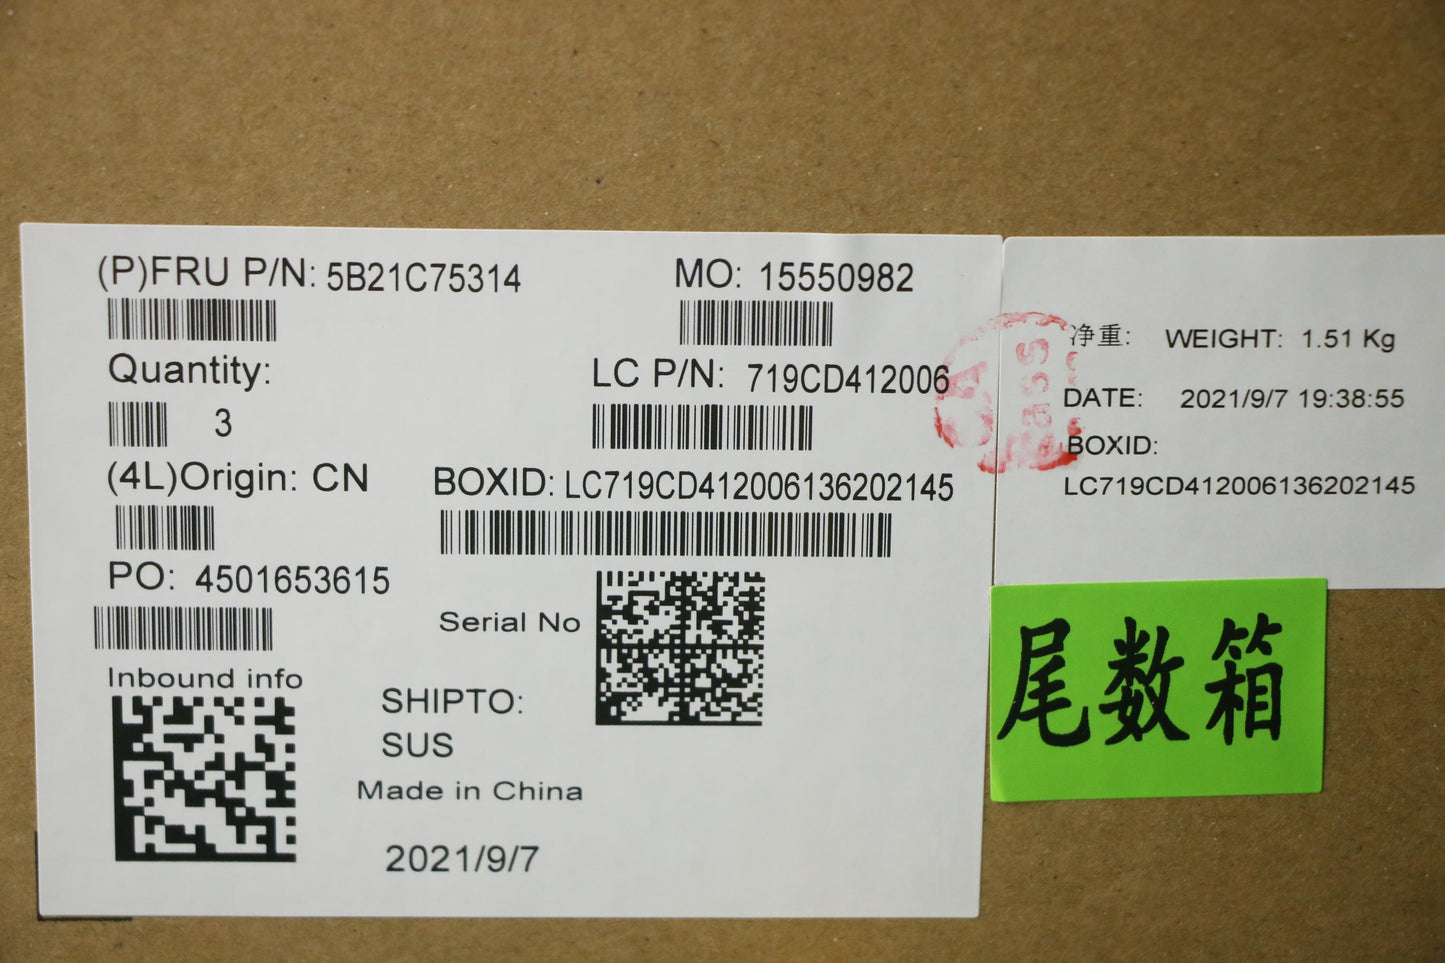 (P)FRU P/N: 5B21C75314
MO: 15550982
Quantity:
3
LC P/N: 719CD412006
(4L)Origin: CN
BOXID: LC719CD412006136202145
PO: 4501653615
Serial No
Inbound info
SHIPTO:
SUS
Made in China
2021/9/7
净重: WEIGHT: 1.51 Kg
DATE: 2021/9/7 19:38:55
BOXID:
LC719CD412006136202145
尾数箱